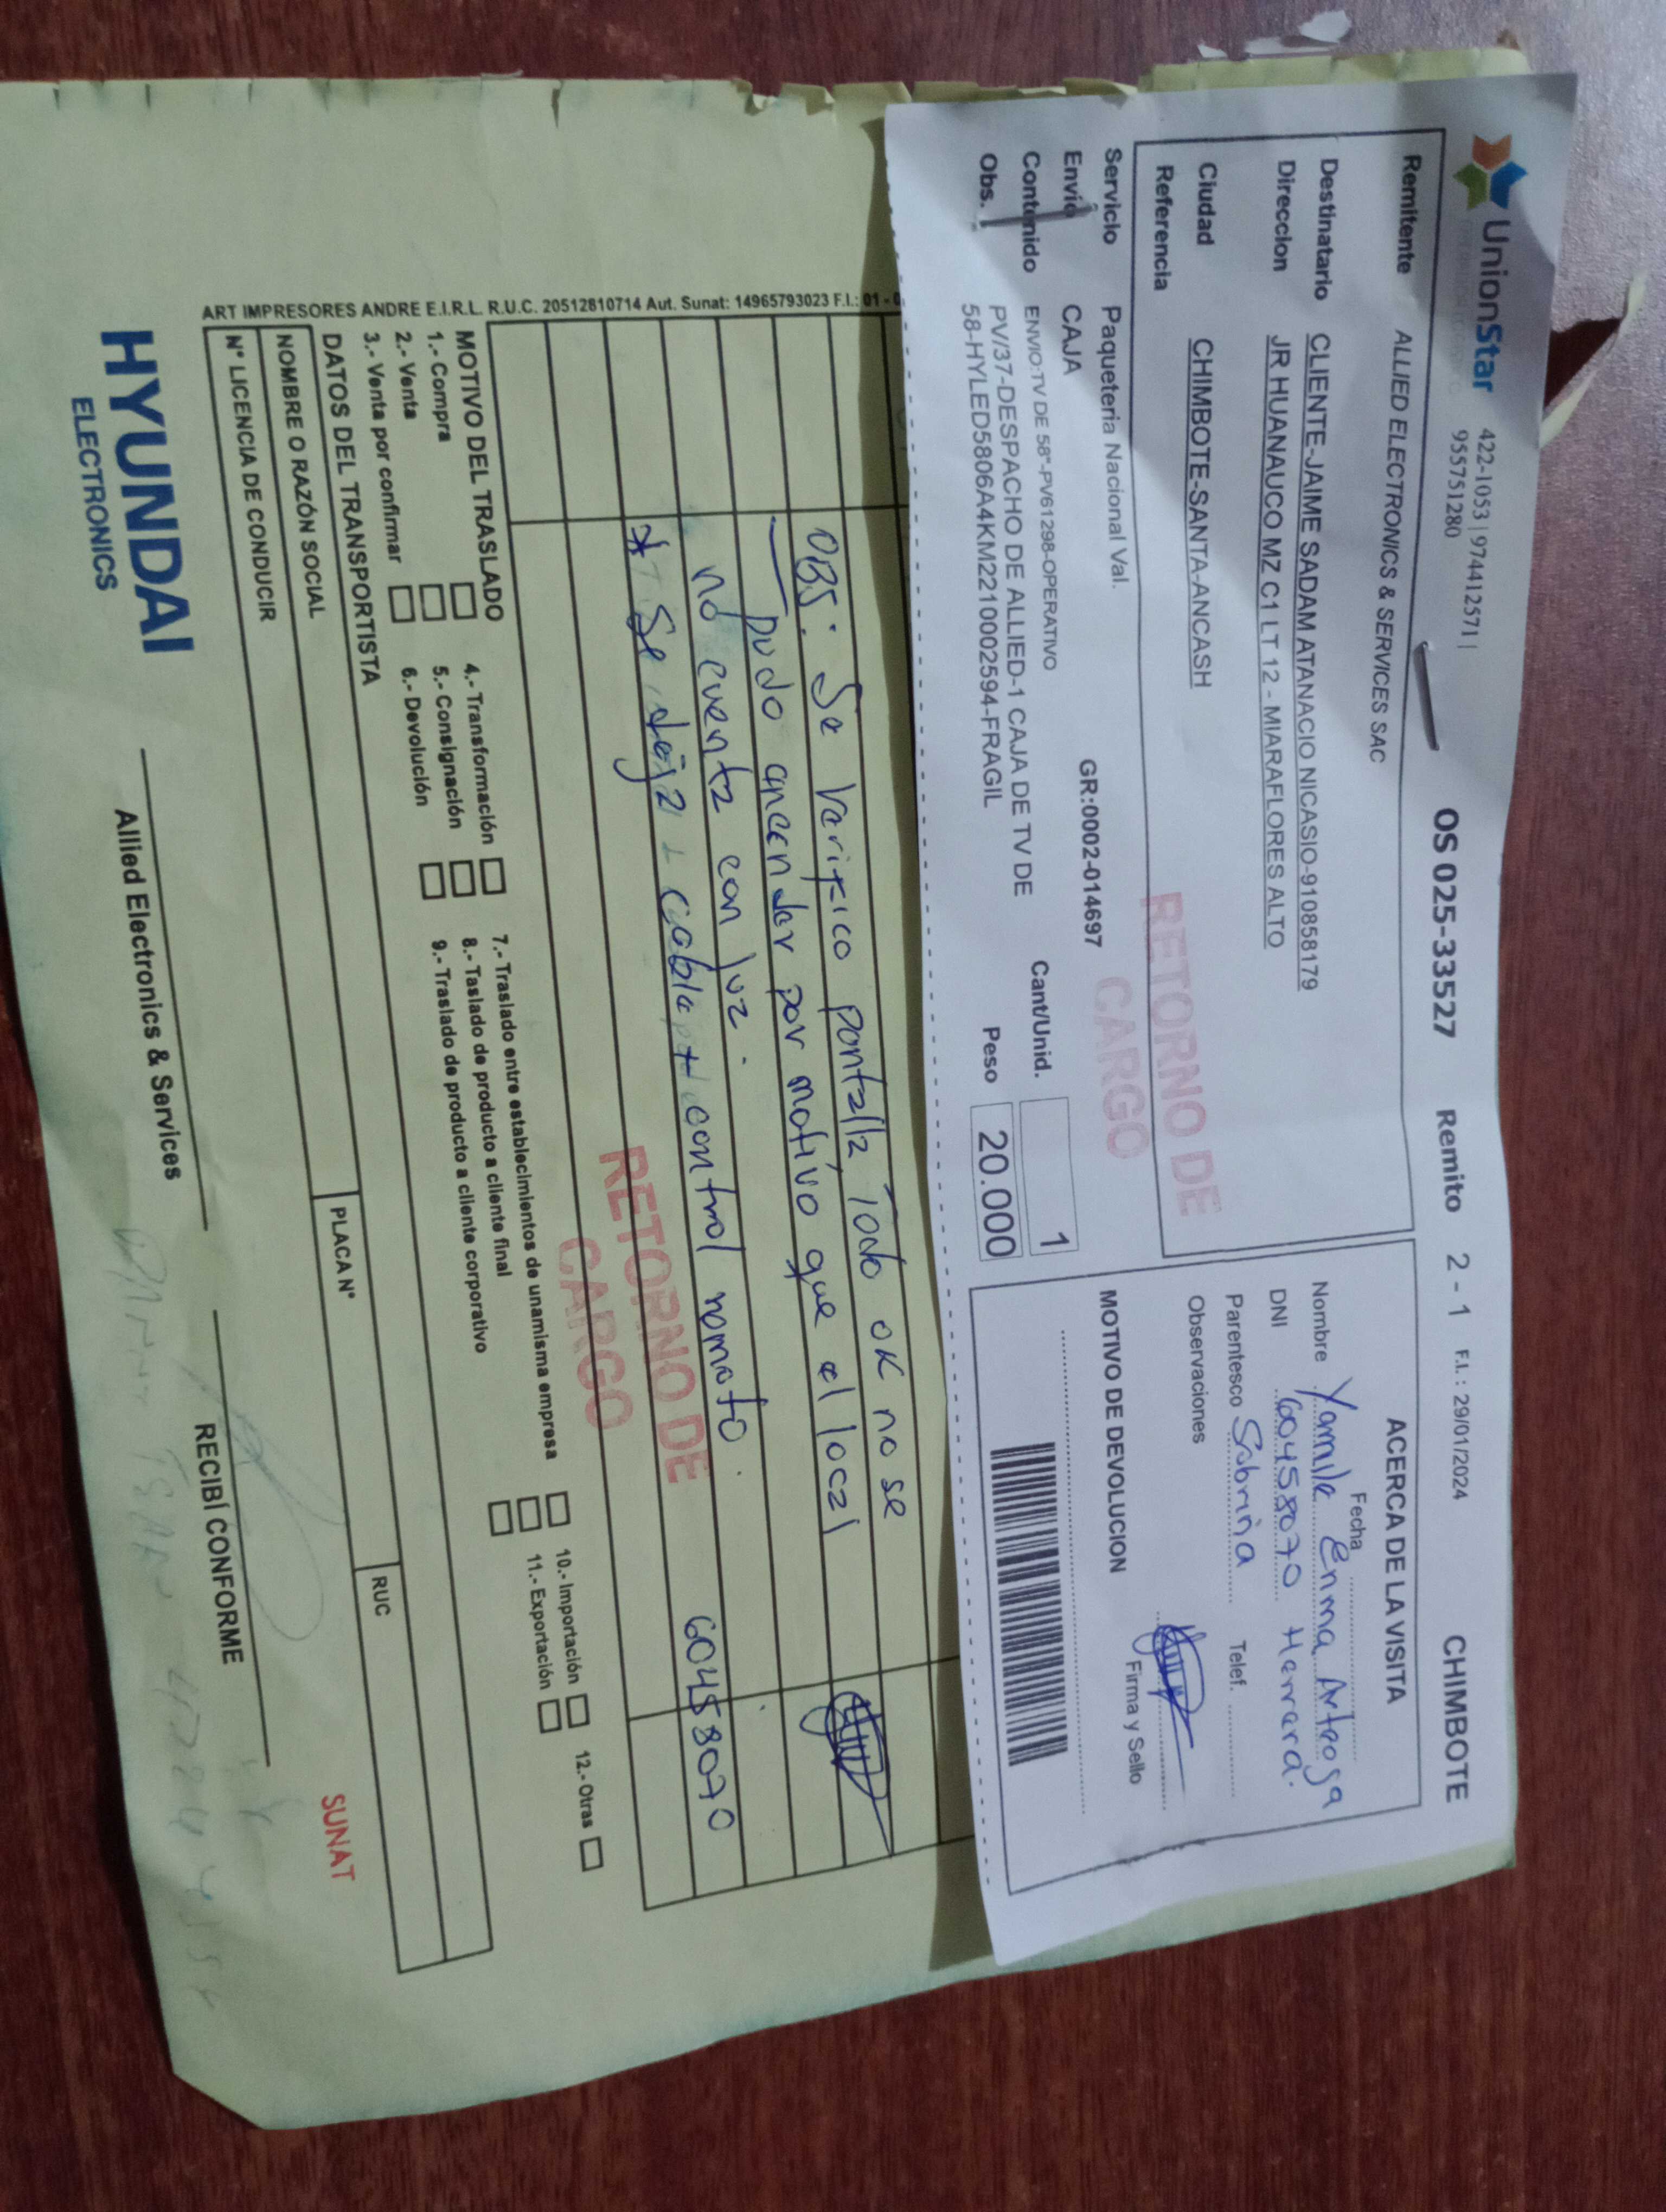 UnionStar
422-1053 | 974412571 |
955751280
OS 025-33527 Remito 2 - 1 F.I.: 29/01/2024 CHIMBOTE
Remitente ALLIED ELECTRONICS & SERVICES SAC
Destinatario CLIENTE-JAIME SADAM ATANACIO NICASIO-910858179
Direccion JR HUANAUCO MZ C1 LT 12 - MIARAFLORES ALTO
Ciudad CHIMBOTE-SANTA-ANCASH
Referencia
RETORNO DE
CARGO
Servicio Paqueteria Nacional Val. GR:0002-014697
Envio CAJA Cant/Unid. 1
Contenido ENVIO:TV DE 58"-PV61298-OPERATIVO
Obs. PV/37-DESPACHO DE ALLIED-1 CAJA DE TV DE Peso 20.000
58-HYLED5806A4KM2210002594-FRAGIL
ACERCA DE LA VISITA
Fecha
Nombre Yamile Enma Arteaga
DNI 60458070 Herrera.
Parentesco Sobrina Telef.
Observaciones
Firma y Sello
MOTIVO DE DEVOLUCION
OBS: Se Verifico pantalla Todo ok no se
pudo encender por motivo que el local
no cuenta con luz.
* Se deja 1 cable + control remoto. 60458070
RETORNO DE
CARGO
ART IMPRESORES ANDRE E.I.R.L. R.U.C. 20512810714 Aut. Sunat: 14965793023 F.I.: 01 -
MOTIVO DEL TRASLADO
1.- Compra
2.- Venta
3.- Venta por confirmar
4.- Transformación
5.- Consignación
6.- Devolución
7.- Traslado entre establecimientos de unamisma empresa
8.- Taslado de producto a cliente final
9.- Traslado de producto a cliente corporativo
10.- Importación
11.- Exportación
12.- Otras
DATOS DEL TRANSPORTISTA
NOMBRE O RAZÓN SOCIAL PLACA N° RUC
N° LICENCIA DE CONDUCIR
HYUNDAI
ELECTRONICS
Allied Electronics & Services
RECIBÍ CONFORME
SUNAT